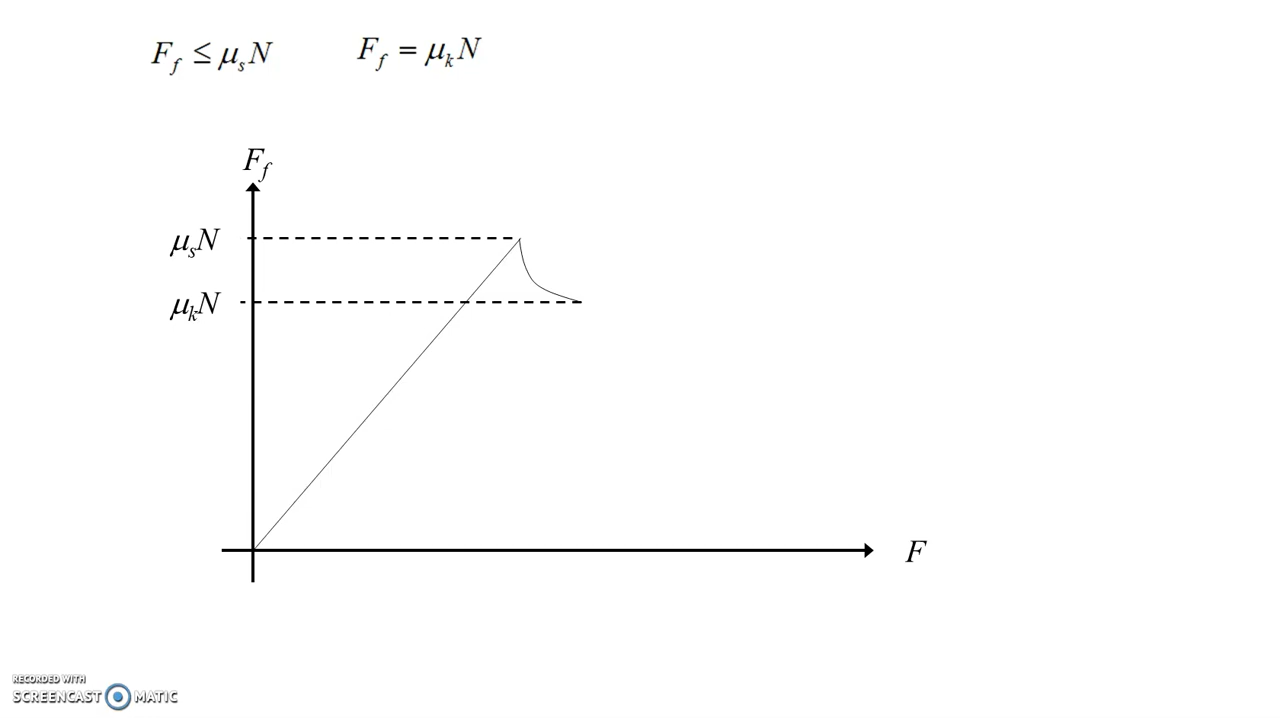 F_f ≤ μ_s N
F_f = μ_k N
F_f
μ_s N
μ_k N
F
RECORDED WITH
SCREENCAST MATIC